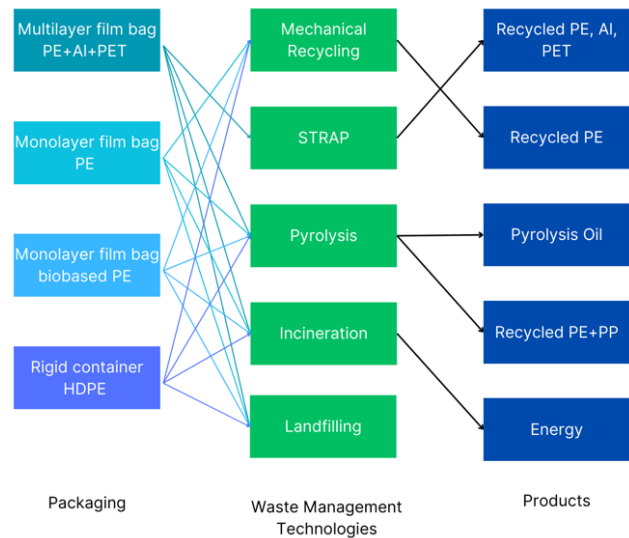 Multilayer film bag
PE+Al+PET
Monolayer film bag
PE
Monolayer film bag
biobased PE
Rigid container
HDPE
Packaging
Mechanical
Recycling
STRAP
Pyrolysis
Incineration
Landfilling
Waste Management
Technologies
Recycled PE, Al,
PET
Recycled PE
Pyrolysis Oil
Recycled PE+PP
Energy
Products